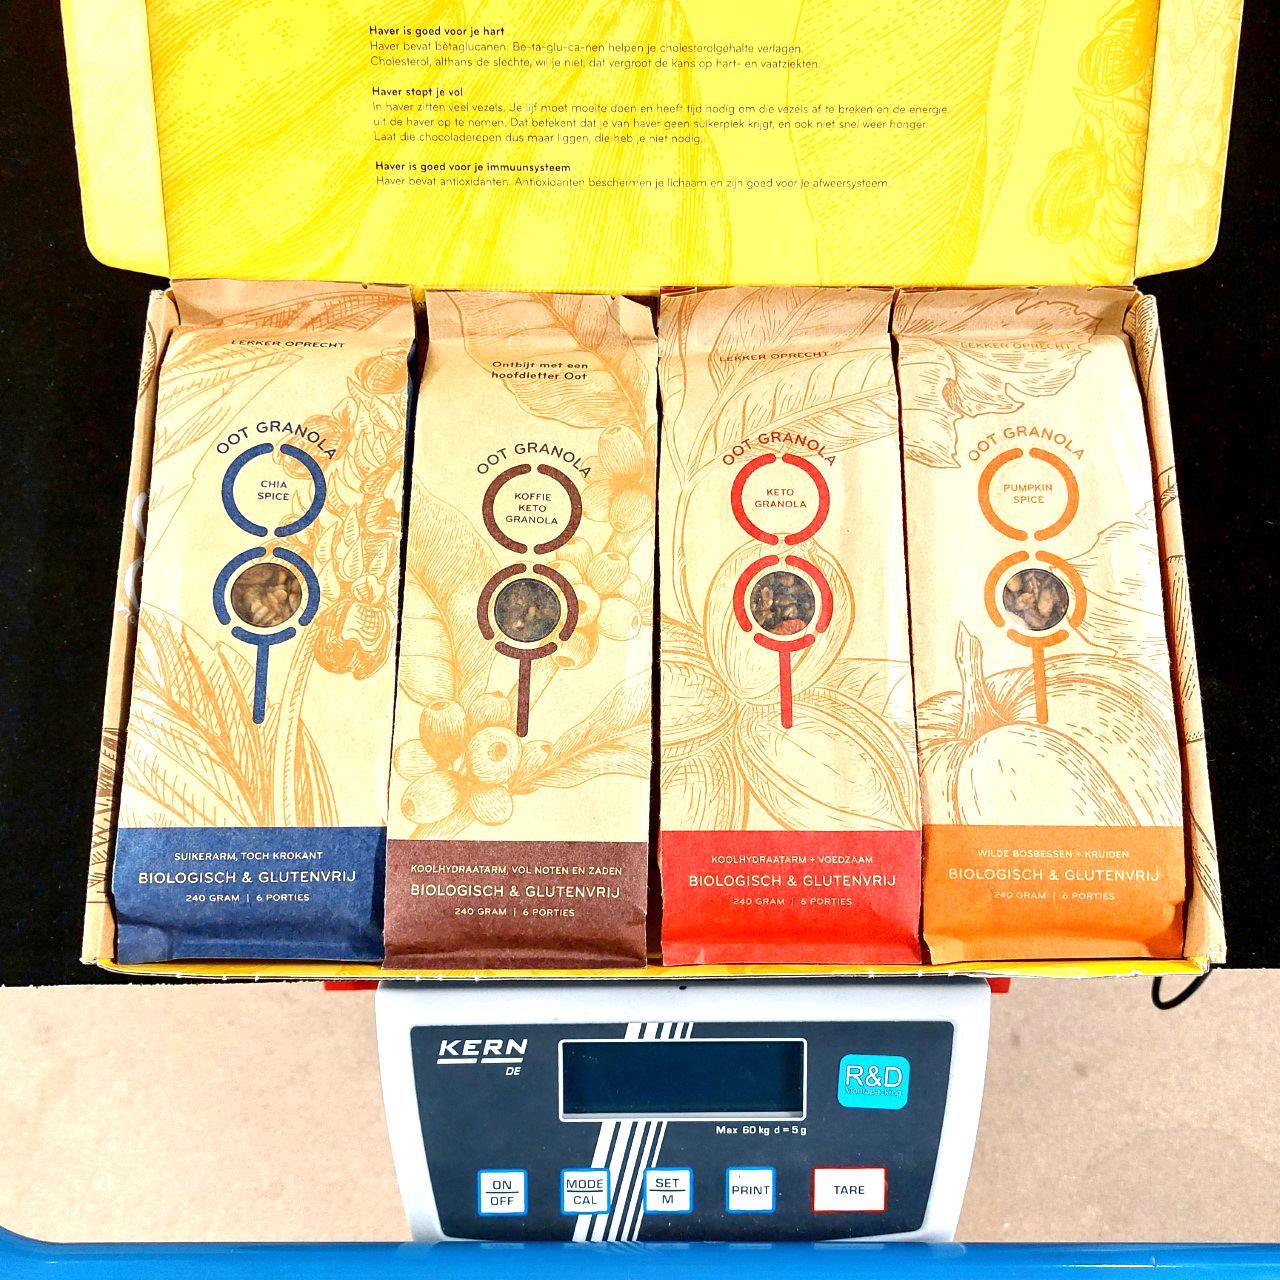 Haver is goed voor je hart
Haver bevat bètaglucanen. Be-ta-glu-ca-nen helpen je cholesterolgehalte verlagen.
Cholesterol, althans de slechte, wil je niet, dat vergroot de kans op hart- en vaatziekten.
Haver stopt je vol
In haver zitten veel vezels. Je lijf moet moeite doen en heeft tijd nodig om die vezels af te breken en de energie
uit de haver op te nemen. Dat betekent dat je van haver geen suikerpiek krijgt, en ook niet snel weer honger.
Laat die chocoladerepen dus maar liggen, die heb je niet nodig.
Haver is goed voor je immuunsysteem
Haver bevat antioxidanten. Antioxidanten beschermen je lichaam en zijn goed voor je afweersysteem.
LEKKER OPRECHT
OOT GRANOLA
CHIA
SPICE
SUIKERARM, TOCH KROKANT
BIOLOGISCH & GLUTENVRIJ
240 GRAM | 6 PORTIES
Ontbijt met een
hoofdletter Oot
OOT GRANOLA
KOFFIE
KETO
GRANOLA
KOOLHYDRAATARM, VOL NOTEN EN ZADEN
BIOLOGISCH & GLUTENVRIJ
240 GRAM | 6 PORTIES
LEKKER OPRECHT
OOT GRANOLA
KETO
GRANOLA
KOOLHYDRAATARM + VOEDZAAM
BIOLOGISCH & GLUTENVRIJ
240 GRAM | 6 PORTIES
LEKKER OPRECHT
OOT GRANOLA
PUMPKIN
SPICE
WILDE BOSBESSEN + KRUIDEN
BIOLOGISCH & GLUTENVRIJ
240 GRAM | 6 PORTIES
KERN
DE
R&D
Max 60 kg d = 5 g
ON
OFF
MODE
CAL
SET
M
PRINT
TARE